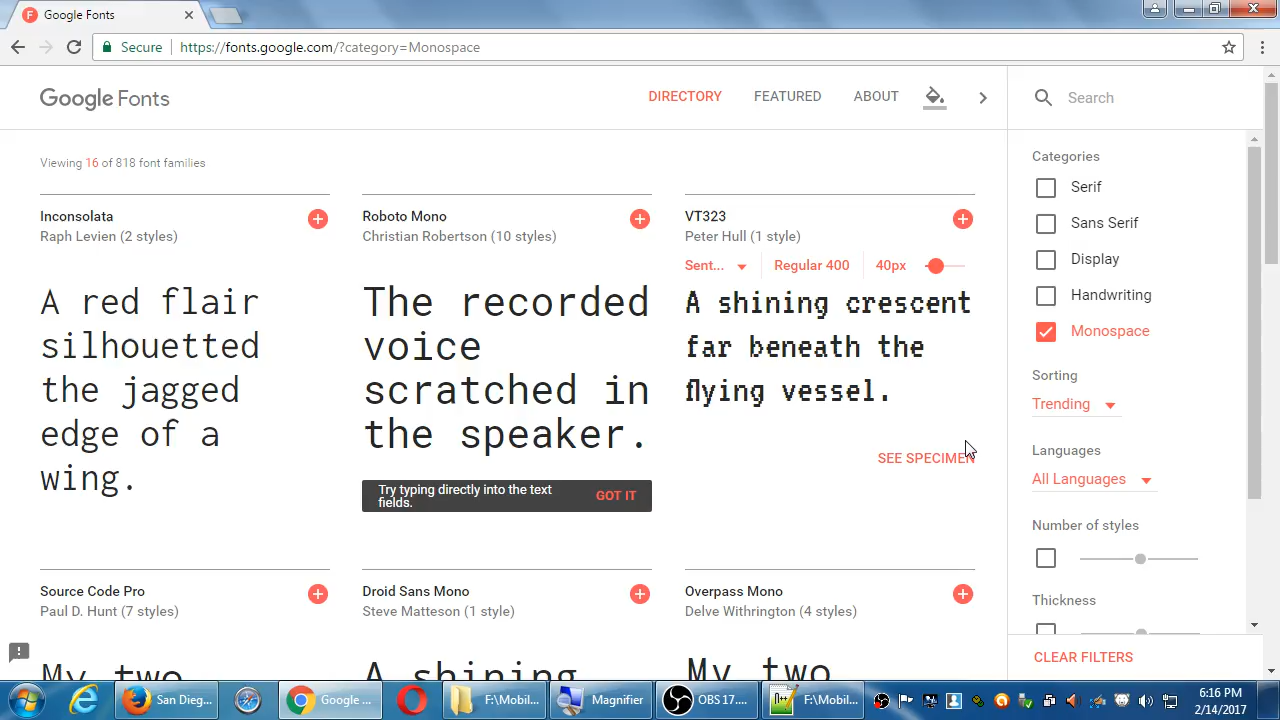 Google Fonts
Secure
https://fonts.google.com/?category=Monospace
Google Fonts
DIRECTORY
FEATURED
ABOUT
Search
Viewing 16 of 818 font families
Inconsolata
Raph Levien (2 styles)
A red flair
silhouetted
the jagged
edge of a
wing.
Roboto Mono
Christian Robertson (10 styles)
The recorded
voice
scratched in
the speaker.
Try typing directly into the text
fields.
GOT IT
VT323
Peter Hull (1 style)
Sent...
Regular 400
40px
A shining crescent
far beneath the
flying vessel.
SEE SPECIMEN
Source Code Pro
Paul D. Hunt (7 styles)
My two
Droid Sans Mono
Steve Matteson (1 style)
A shining
Overpass Mono
Delve Withrington (4 styles)
My two
Categories
Serif
Sans Serif
Display
Handwriting
Monospace
Sorting
Trending
Languages
All Languages
Number of styles
Thickness
CLEAR FILTERS
San Dieg...
Google ...
F:\Mobil...
Magnifier
OBS 17....
F:\Mobil...
6:16 PM
2/14/2017